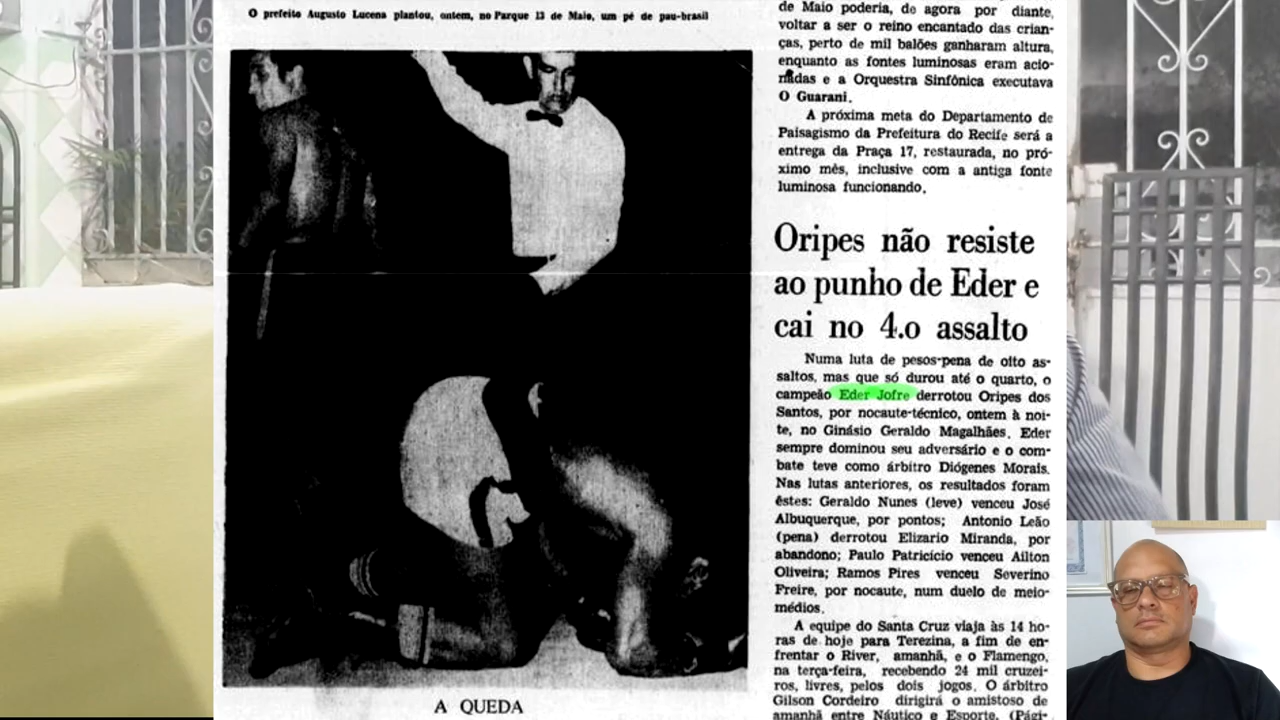 O prefeito Augusto Lucena plantou, ontem, no Parque 13 de Maio, um pé de pau-brasil
A QUEDA
de Maio poderia, de agora por diante,
voltar a ser o reino encantado das crian-
ças, perto de mil balões ganharam altura,
enquanto as fontes luminosas eram acio-
nadas e a Orquestra Sinfônica executava
O Guarani.
A próxima meta do Departamento de
Paisagismo da Prefeitura do Recife será a
entrega da Praça 17, restaurada, no pró-
ximo mês, inclusive com a antiga fonte
luminosa funcionando.
Oripes não resiste
ao punho de Eder e
cai no 4.o assalto
Numa luta de pesos-pena de oito as-
saltos, mas que só durou até o quarto, o
campeão Eder Jofre derrotou Oripes dos
Santos, por nocaute-técnico, ontem à noi-
te, no Ginásio Geraldo Magalhães. Eder
sempre dominou seu adversário e o com-
bate teve como árbitro Diógenes Morais.
Nas lutas anteriores, os resultados foram
êstes: Geraldo Nunes (leve) venceu José
Albuquerque, por pontos; Antonio Leão
(pena) derrotou Elizario Miranda, por
abandono; Paulo Patricício venceu Ailton
Oliveira; Ramos Pires venceu Severino
Freire, por nocaute, num duelo de meio-
médios.
A equipe do Santa Cruz viaja às 14 ho-
ras de hoje para Terezina, a fim de en-
frentar o River, amanhã, e o Flamengo,
na terça-feira, recebendo 24 mil cruzei-
ros, livres, pelos dois jogos. O árbitro
Gilson Cordeiro dirigirá o amistoso de
amanhã entre Náutico e Esporte. (Pági-